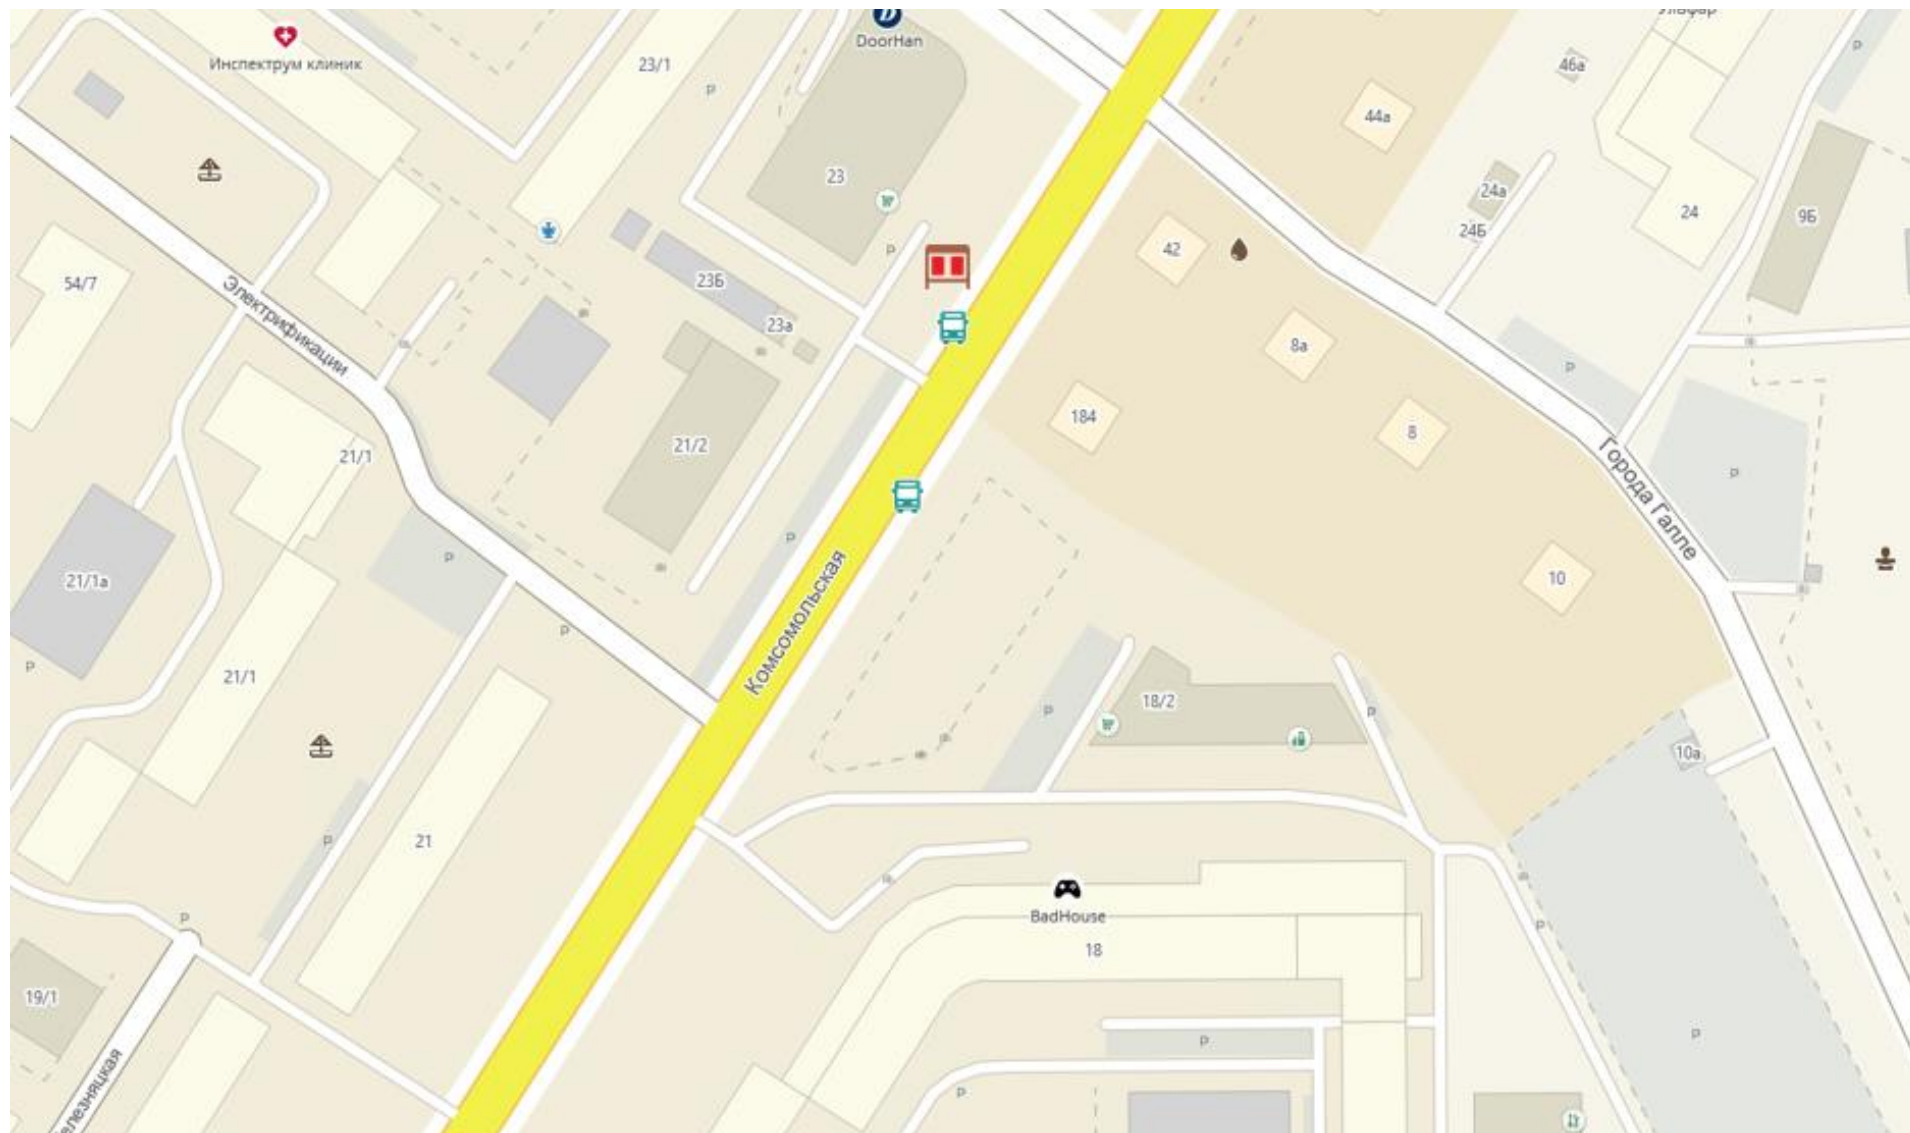 DoorHan
Инспектрум клиник
23/1
P
P
46а
44а
23
24а
24
9Б
24Б
42
P
54/7
23Б
Электрификации
23а
8а
P
184
8
21/2
21/1
P
Города Галле
P
P
21/1а
10
Комсомольская
P
P
21/1
18/2
P
P
10а
21
P
BadHouse
P
P
18
19/1
P
P
P